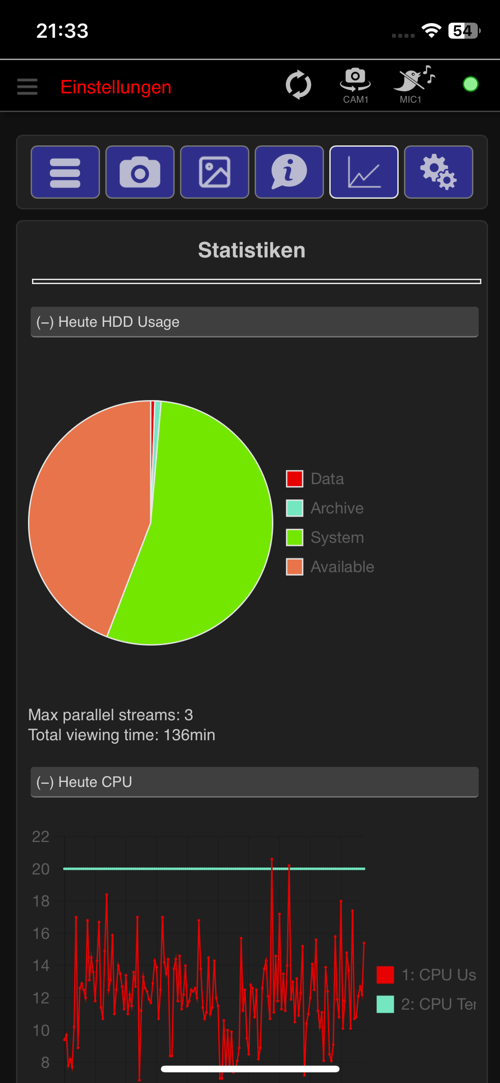 21:33
54
Einstellungen
CAM1
MIC1
Statistiken
(−) Heute HDD Usage
Data
Archive
System
Available
Max parallel streams: 3
Total viewing time: 136min
(−) Heute CPU
22
20
18
16
14
12
10
8
1: CPU Us
2: CPU Ter